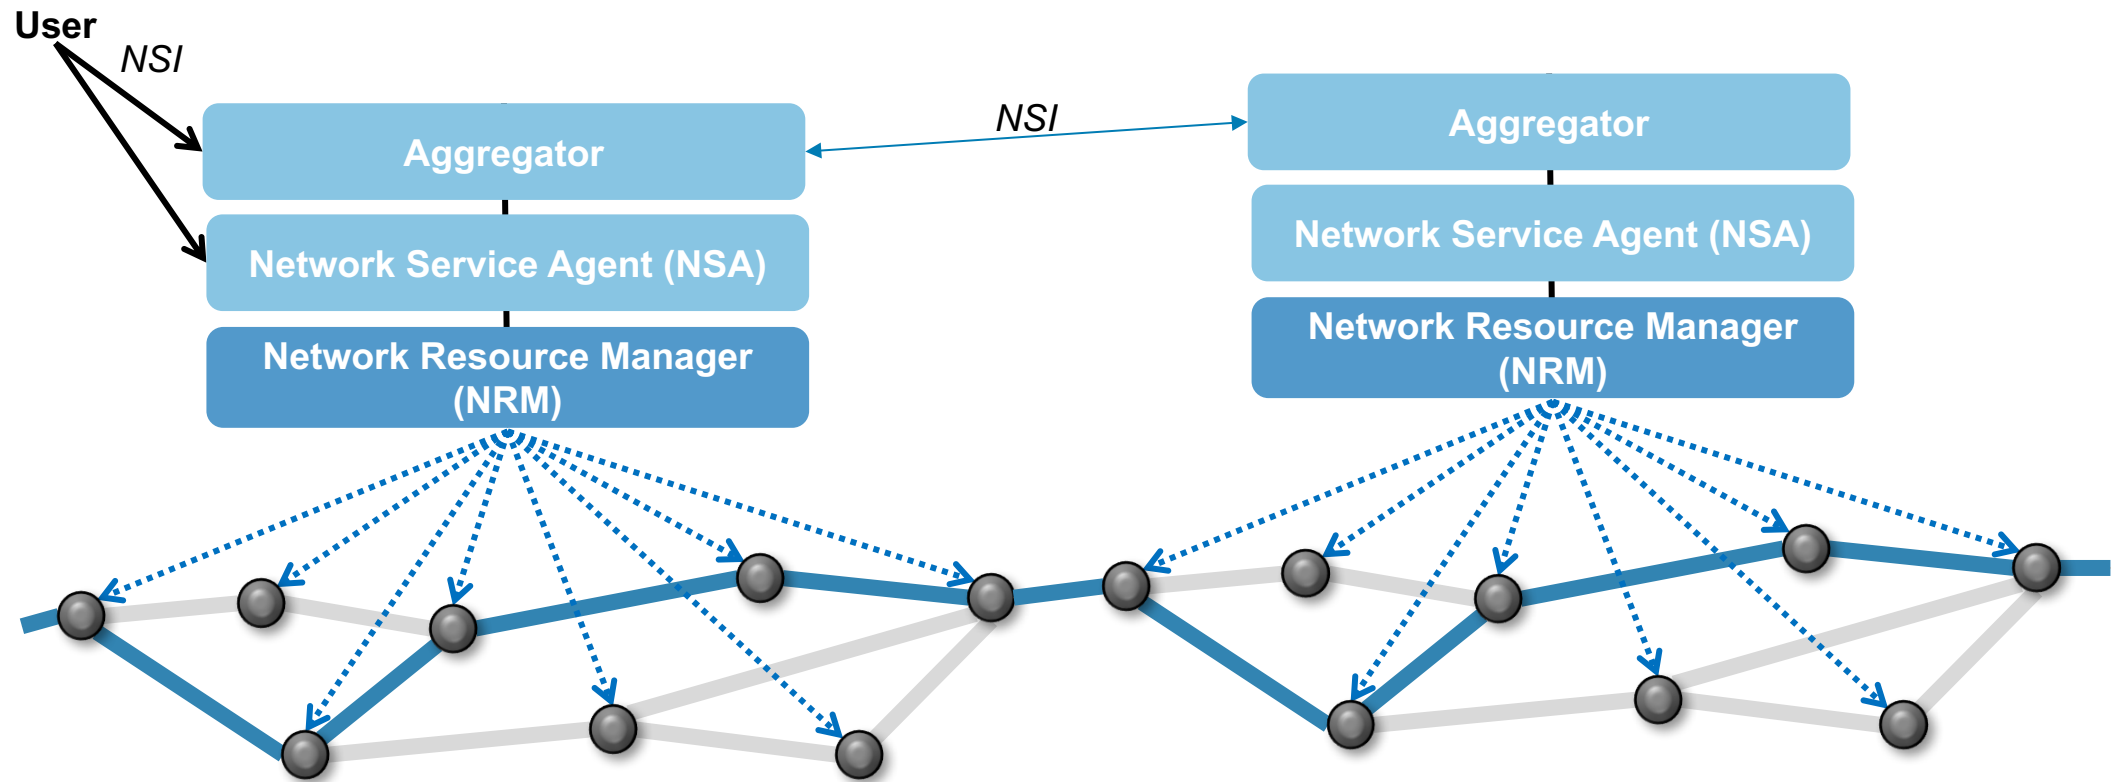 User
NSI
Aggregator
Network Service Agent (NSA)
Network Resource Manager
(NRM)
NSI
Aggregator
Network Service Agent (NSA)
Network Resource Manager
(NRM)